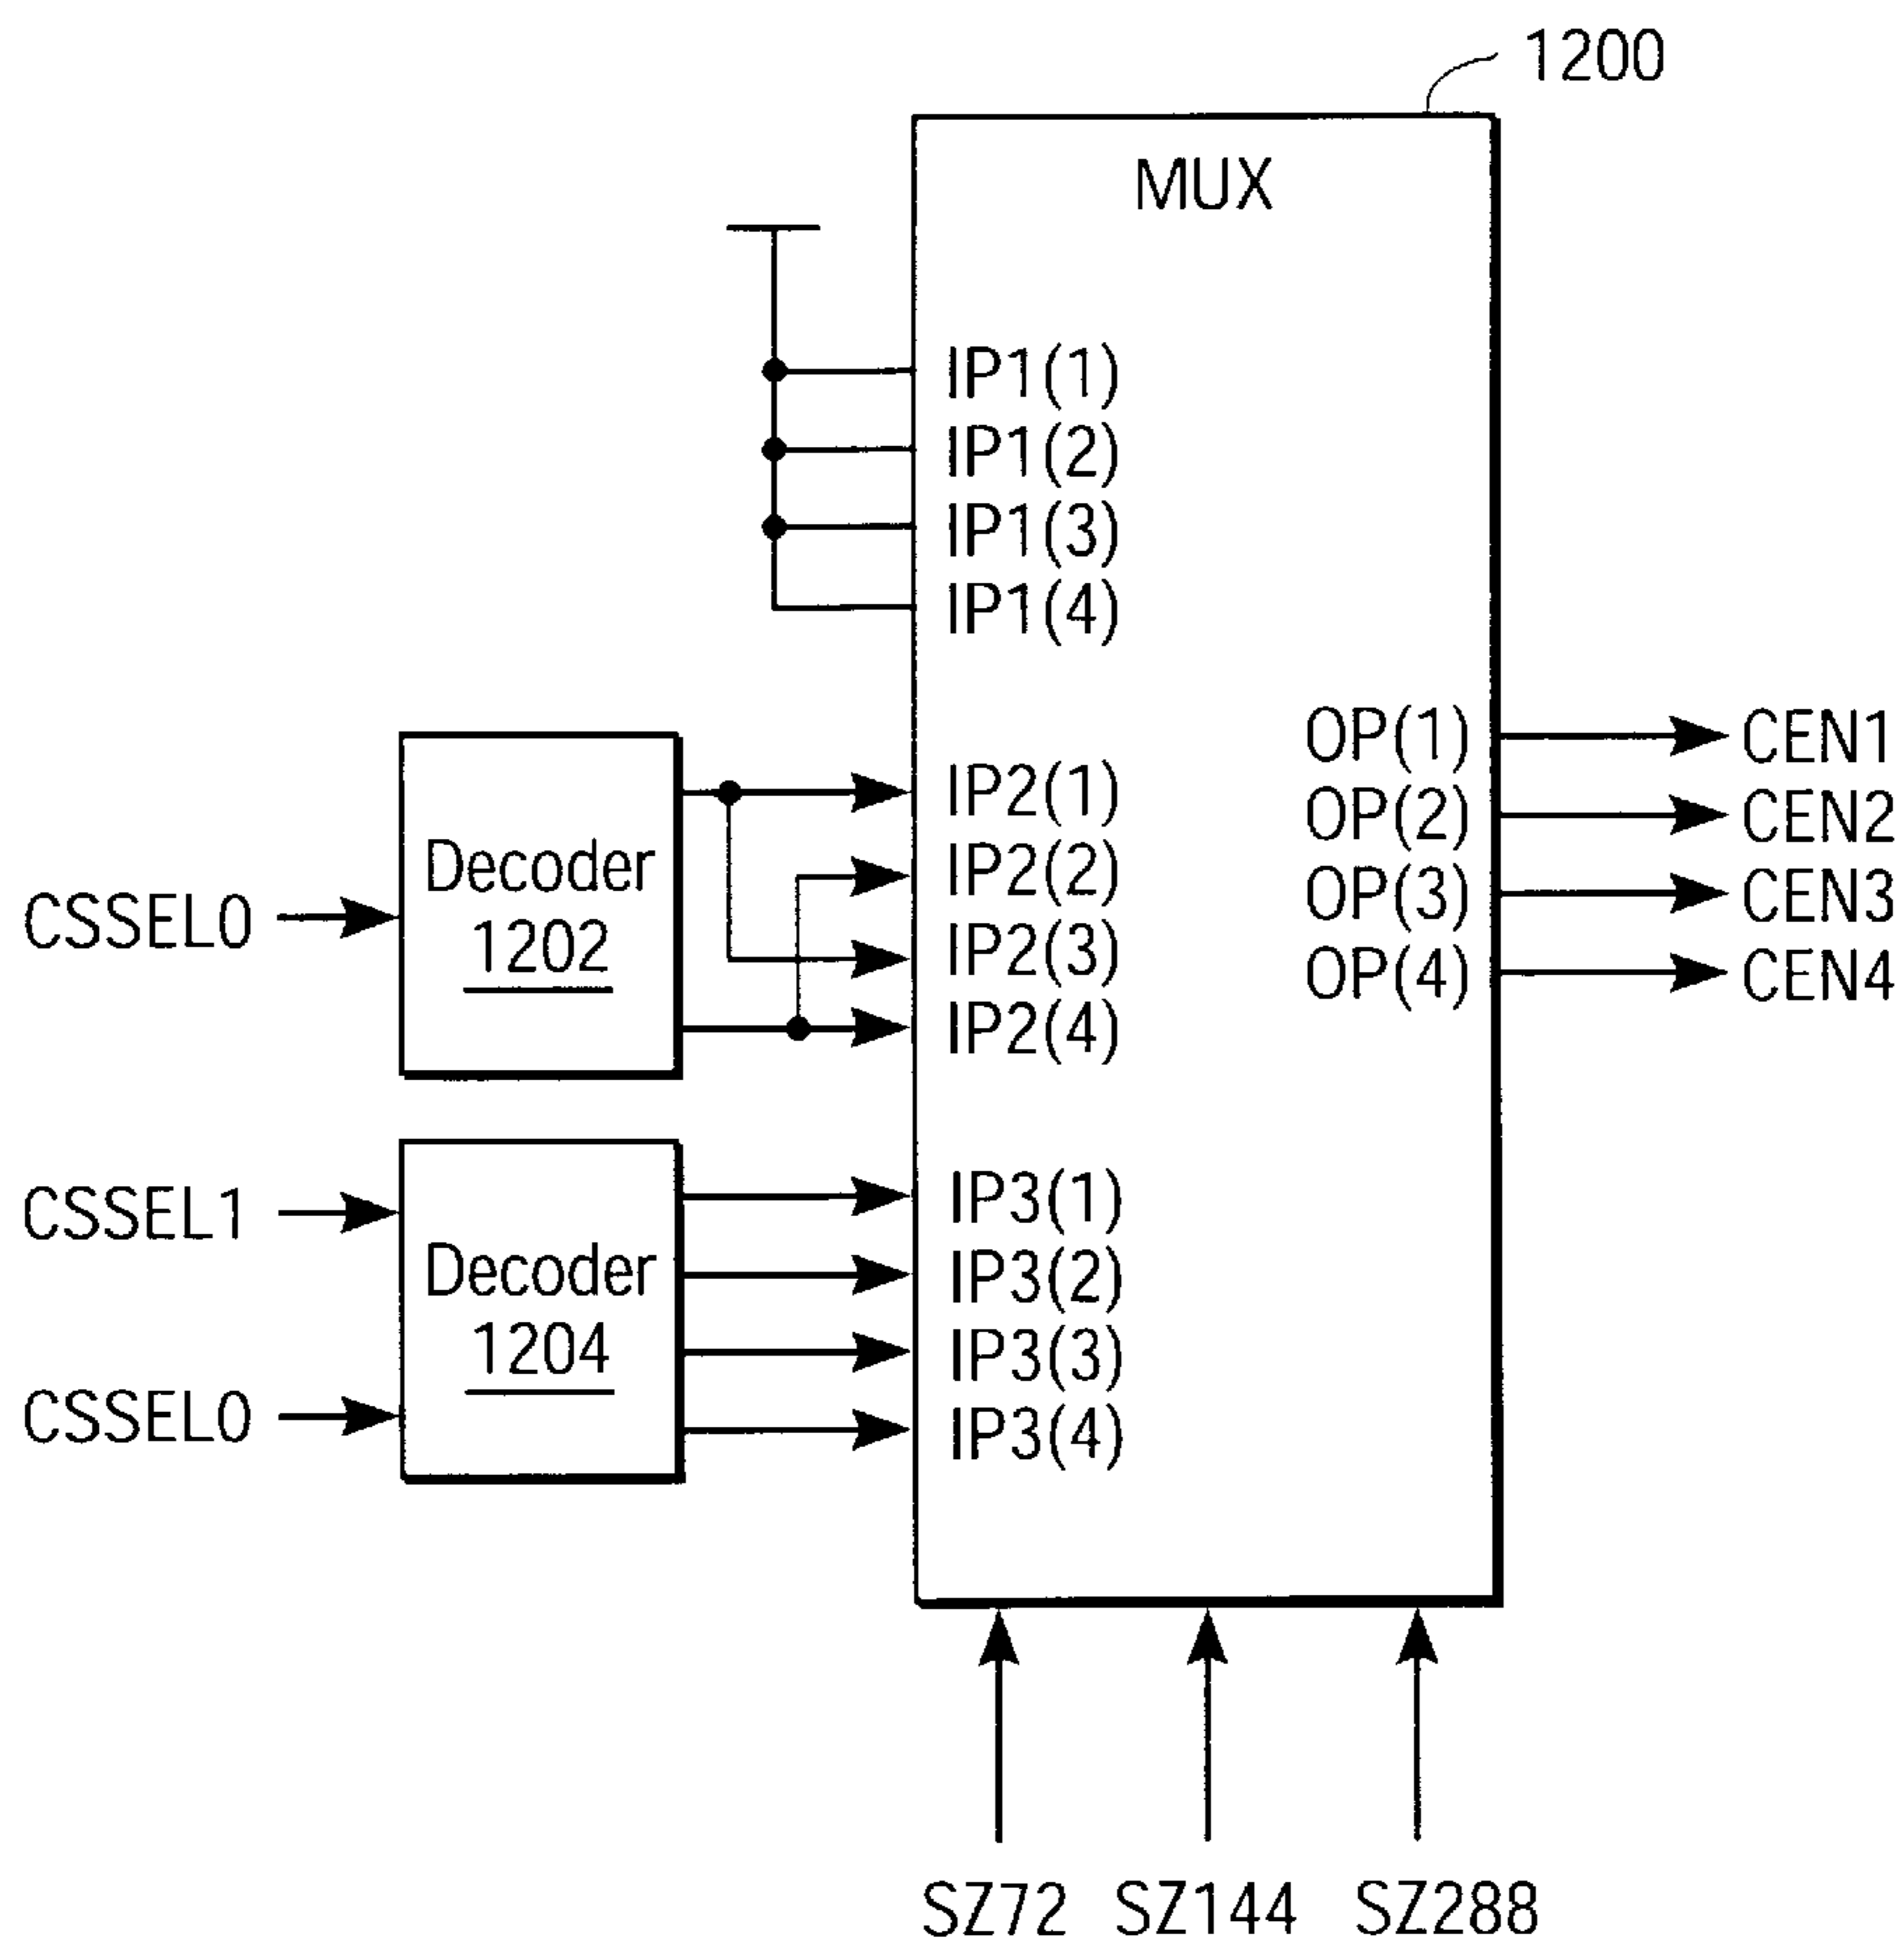 1200
MUX
IP1(1)
IP1(2)
IP1(3)
IP1(4)
OP(1)
CEN1
OP(2)
CEN2
OP(3)
CEN3
OP(4)
CEN4
CSSEL0
Decoder
1202
IP2(1)
IP2(2)
IP2(3)
IP2(4)
CSSEL1
Decoder
1204
CSSEL0
IP3(1)
IP3(2)
IP3(3)
IP3(4)
SZ72 SZ144 SZ288